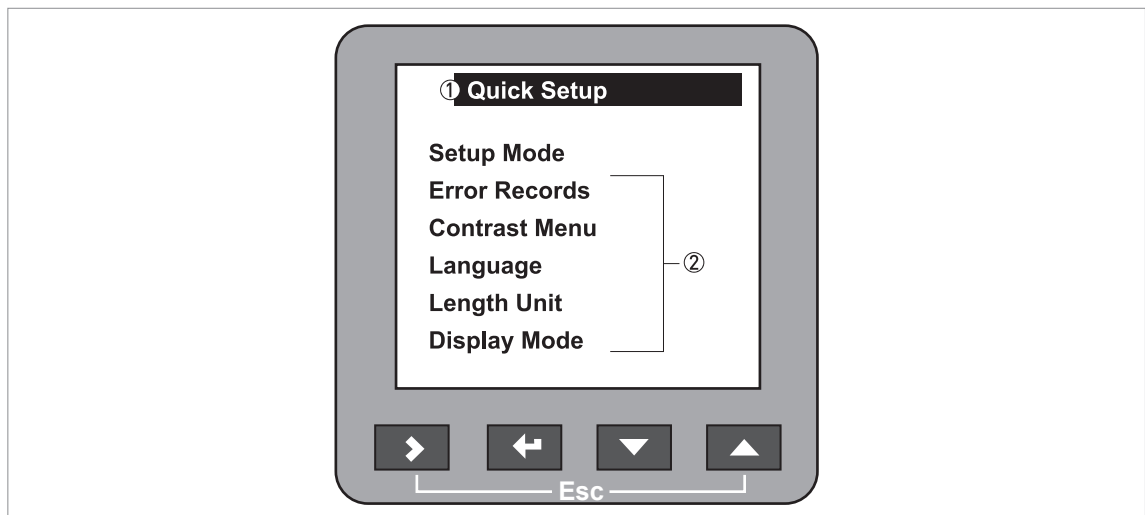 ① Quick Setup
Setup Mode
Error Records
Contrast Menu
Language
②
Length Unit
Display Mode
Esc